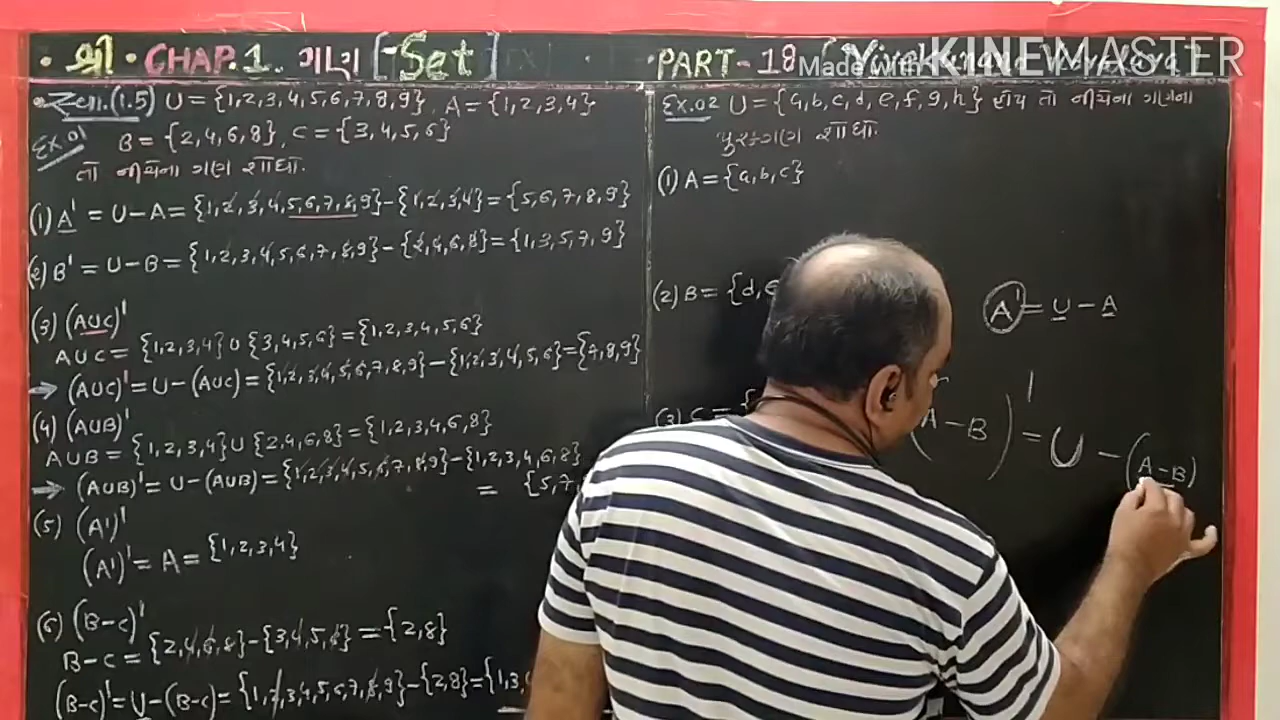 શ્રી • CHAP. 1. ગણ [Set]
PART-18
Made with KINEMASTER
(1.5) U = {1,2,3,4,5,6,7,8,9}, A = {1,2,3,4}
Ex.01 B = {2,4,6,8}, C = {3,4,5,6}
તો નીચેના ગણ શોધો.
(1) A' = U-A = {1,2,3,4,5,6,7,8,9}-{1,2,3,4} = {5,6,7,8,9}
(2) B' = U-B = {1,2,3,4,5,6,7,8,9} - {2,4,6,8} = {1,3,5,7,9}
(3) (AUC)'
AUC = {1,2,3,4} U {3,4,5,6} = {1,2,3,4,5,6}
→ (AUC)' = U-(AUC) = {1,2,3,4,5,6,7,8,9} - {1,2,3,4,5,6} = {7,8,9}
(4) (AUB)'
AUB = {1,2,3,4} U {2,4,6,8} = {1,2,3,4,6,8}
→ (AUB)' = U-(AUB) = {1,2,3,4,5,6,7,8,9} - {1,2,3,4,6,8}
= {5,7,
(5) (A')'
(A')' = A = {1,2,3,4}
(6) (B-C)'
B-C = {2,4,6,8}-{3,4,5,6} = {2,8}
(B-C)' = U-(B-C) = {1,2,3,4,5,6,7,8,9}-{2,8} = {1,3,
Ex.02 U = {a,b,c,d,e,f,g,h} હોય તો નીચેના ગણના
પુરકગણ શોધો.
(1) A = {a,b,c}
(2) B = {d,e
A' = U - A
(3) C = {
(A-B)' = U - (A-B)